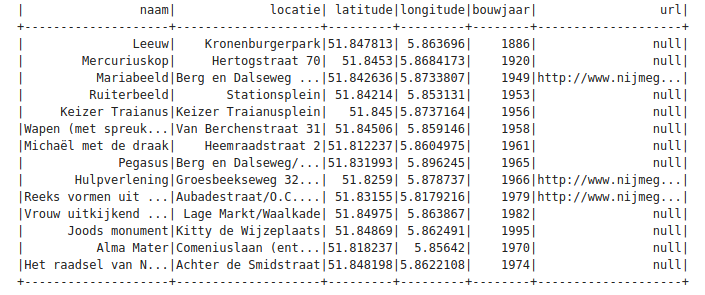 |                naam|            locatie| latitude|longitude|bouwjaar|                url|
+--------------------+-------------------+---------+---------+--------+-------------------+
|               Leeuw|    Kronenburgerpark|51.847813| 5.863696|    1886|                null|
|        Mercuriuskop|     Hertogstraat 70|  51.8453|5.8684173|    1920|                null|
|          Mariabeeld|Berg en Dalseweg ...|51.842636|5.8733807|    1949|http://www.nijmeg...|
|         Ruiterbeeld|       Stationsplein| 51.84214| 5.853131|    1953|                null|
|     Keizer Traianus|Keizer Traianusplein|   51.845|5.8737164|    1956|                null|
|Wapen (met spreuk...|Van Berchenstraat 31| 51.84506| 5.859146|    1958|                null|
|Michaël met de draak|    Heemraadstraat 2|51.812237|5.8604975|    1961|                null|
|             Pegasus|Berg en Dalseweg/...|51.831993| 5.896245|    1965|                null|
|        Hulpverlening|Groesbeekseweg 32...|  51.8259| 5.878737|    1966|http://www.nijmeg...|
|Reeks vormen uit ...|Aubadestraat/O.C....| 51.83155|5.8179216|    1979|http://www.nijmeg...|
|Vrouw uitkijkend ...| Lage Markt/Waalkade| 51.84975| 5.863867|    1982|                null|
|      Joods monument|Kitty de Wijzeplaats| 51.84869| 5.862491|    1995|                null|
|          Alma Mater|Comeniuslaan (ent...|51.818237|  5.85642|    1970|                null|
|Het raadsel van N...|Achter de Smidstraat|51.848198|5.8622108|    1974|                null|
+--------------------+--------------------+---------+---------+--------+--------------------+